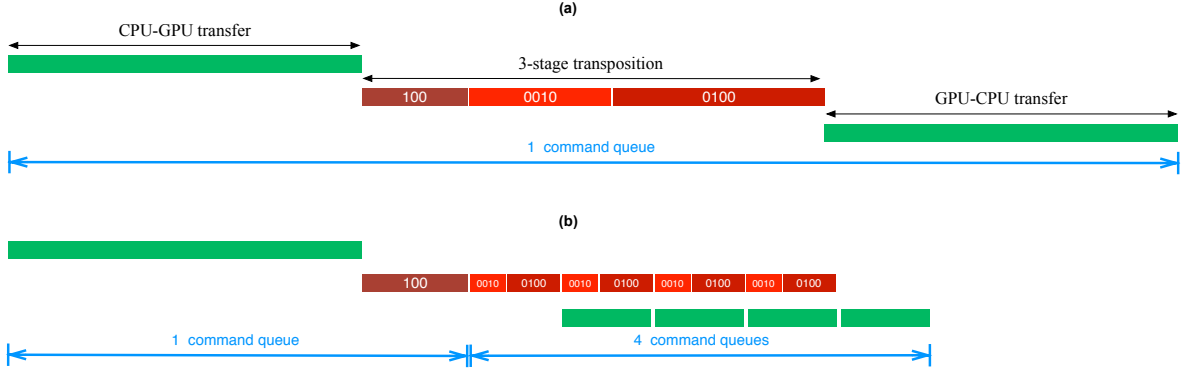 (a)
CPU-GPU transfer
3-stage transposition
100 0010 0100
GPU-CPU transfer
1 command queue
(b)
100 0010 0100 0010 0100 0010 0100 0010 0100
1 command queue 4 command queues